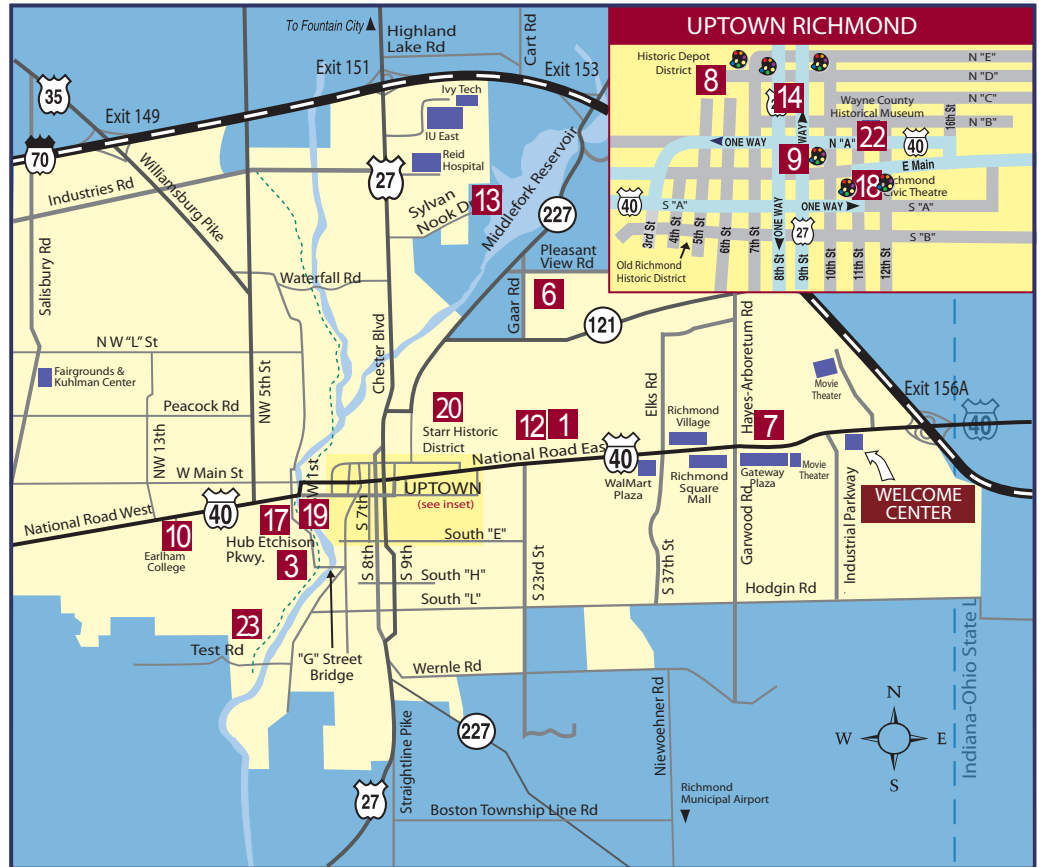 To Fountain City
Highland
Lake Rd
Cart Rd
Exit 151
Exit 153
35
Exit 149
70
Williamsburg Pike
Industries Rd
Ivy Tech
IU East
Reid
Hospital
27
Sylvan
Nook Dr
13
Middlefork Reservoir
227
Pleasant
View Rd
Salisbury Rd
Waterfall Rd
Gaar Rd
6
121
N W "L" St
Fairgrounds &
Kuhlman Center
NW 5th St
Chester Blvd
Peacock Rd
NW 13th
W Main St
20
Starr Historic
District
12
1
National Road East
40
Elks Rd
Richmond
Village
WalMart
Plaza
Richmond
Square
Mall
Hayes-Arboretum Rd
7
Gateway
Plaza
Movie
Theater
Movie
Theater
Exit 156A
40
WELCOME
CENTER
Industrial Parkway
Garwood Rd
Hodgin Rd
S 37th St
S 23rd St
National Road West
40
10
Earlham
College
17
19
Hub Etchison
Pkwy.
3
W 1st
UPTOWN
(see inset)
S 7th
S 8th
S 9th
South "E"
South "H"
South "L"
23
Test Rd
"G" Street
Bridge
Wernle Rd
227
27
Straightline Pike
Niewoehner Rd
Boston Township Line Rd
Richmond
Municipal Airport
N
W
E
S
Indiana-Ohio State L
UPTOWN RICHMOND
Historic Depot
District
8
N "E"
N "D"
N "C"
N "B"
14
Wayne County
Historical Museum
22
16th St
ONE WAY
N "A"
40
WAY
9
E Main
18
Richmond
Civic Theatre
40
S "A"
ONE WAY
S "A"
ONE WAY
27
S "B"
3rd St
4th St
5th St
6th St
7th St
8th St
9th St
10th St
11th St
12th St
Old Richmond
Historic District